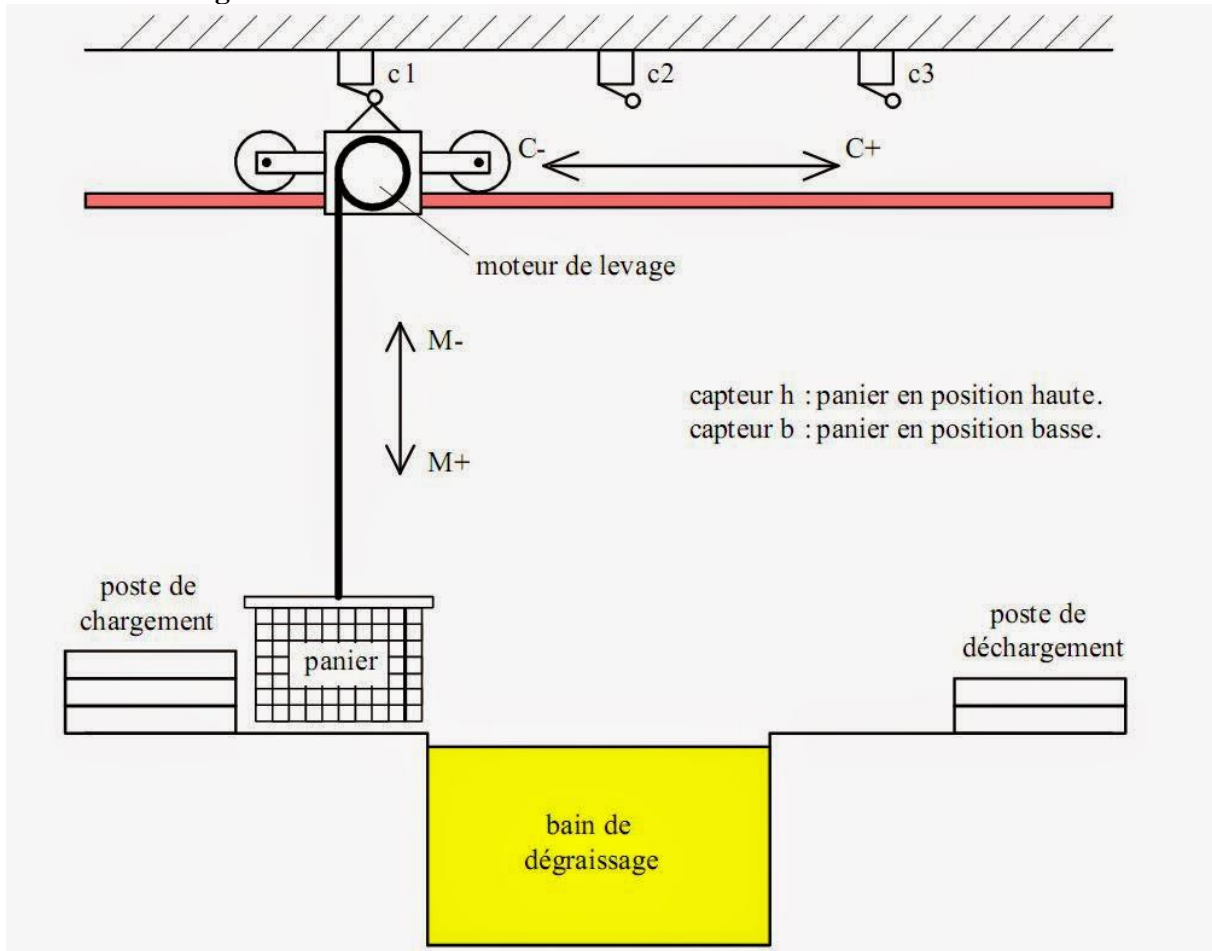 c1
c2
c3
C-
C+
moteur de levage
M-
M+
capteur h : panier en position haute.
capteur b : panier en position basse.
poste de
chargement
panier
poste de
déchargement
bain de
dégraissage